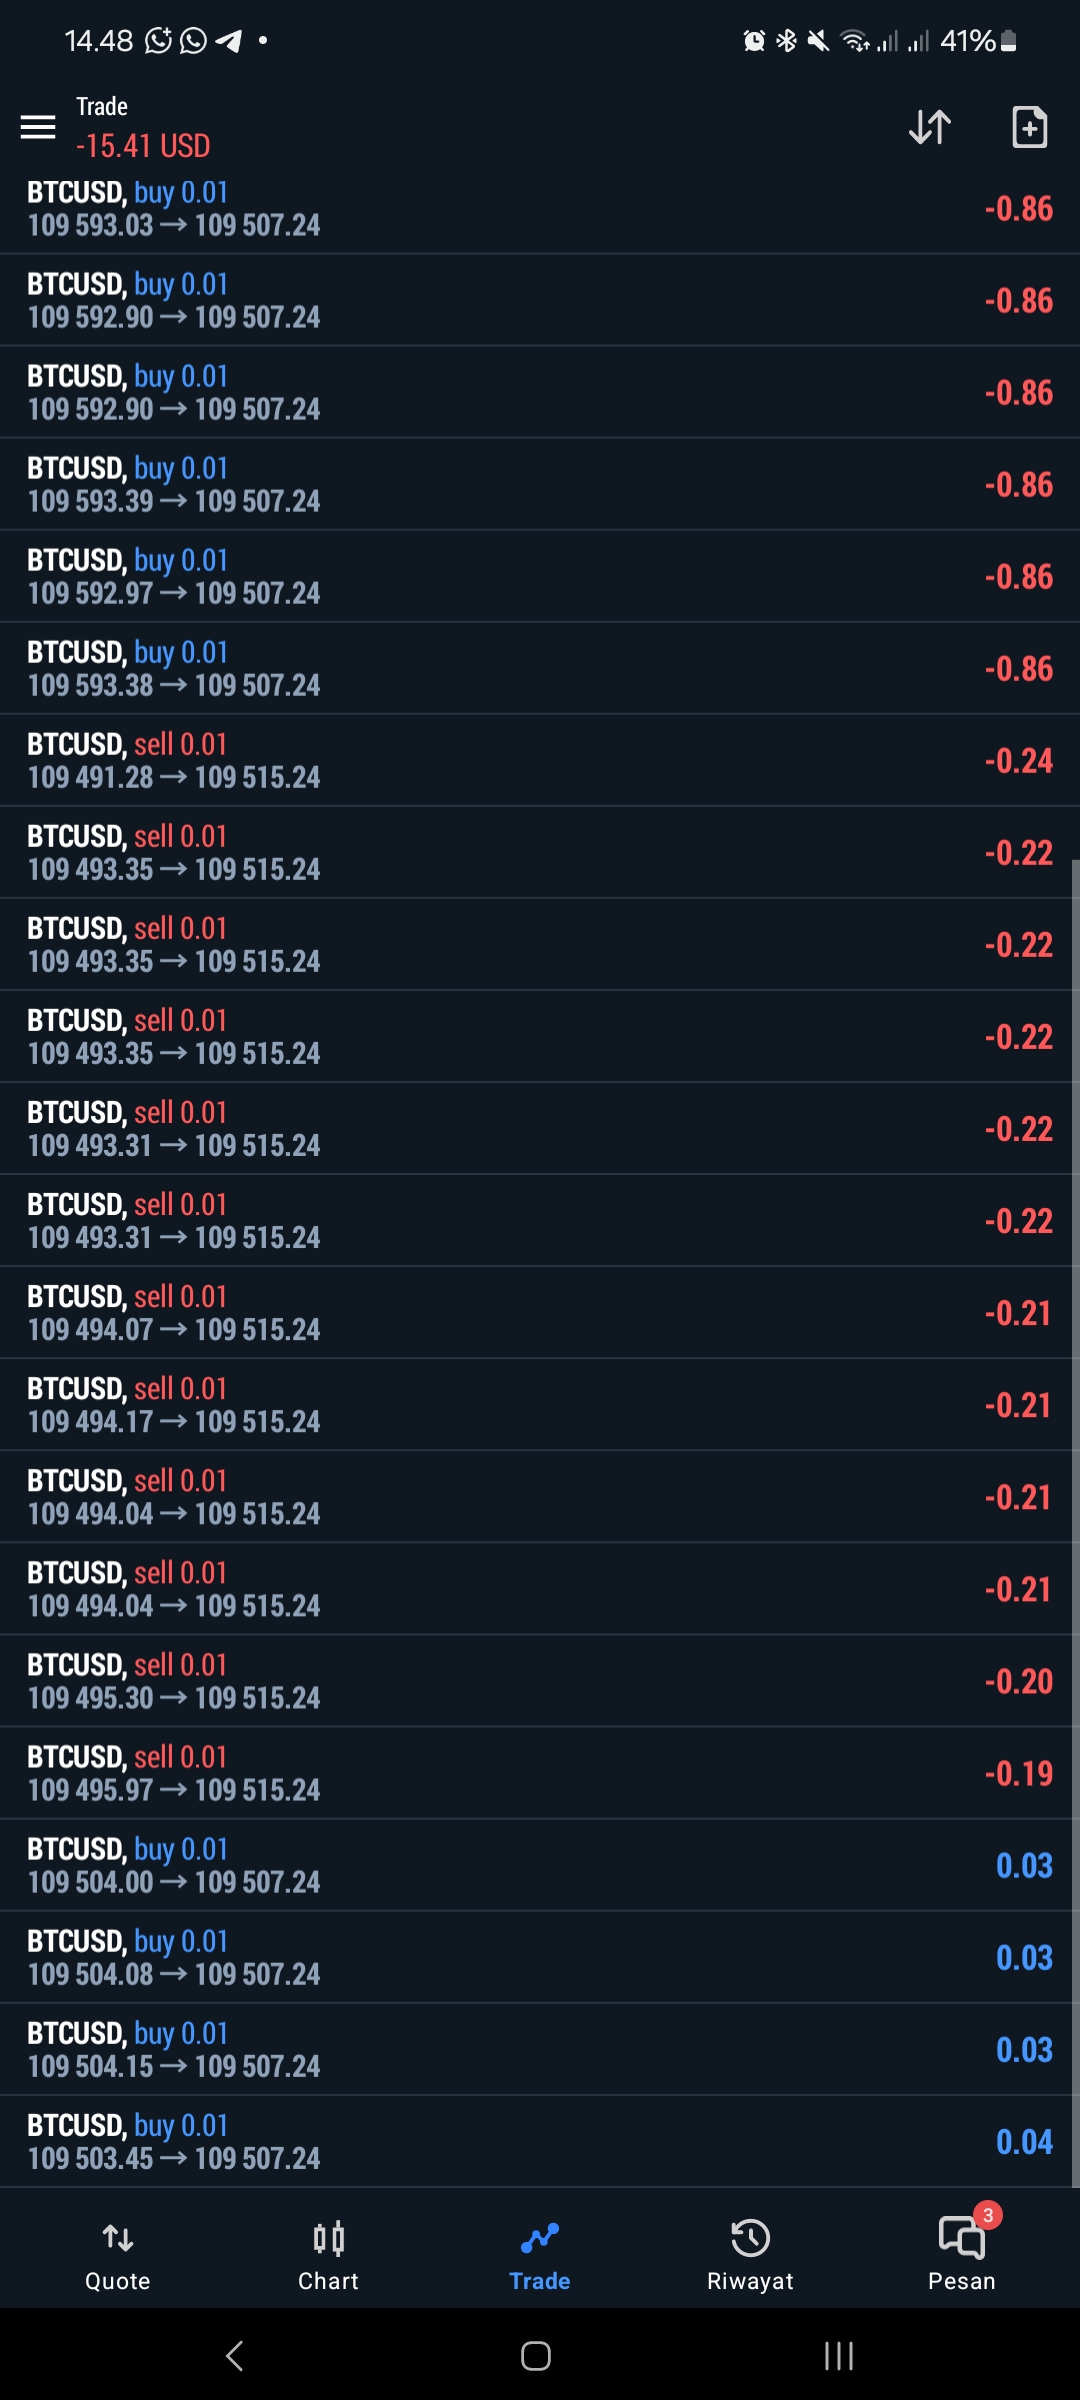 14.48
41%
Trade
-15.41 USD
BTCUSD, buy 0.01
109 593.03 → 109 507.24
-0.86
BTCUSD, buy 0.01
109 592.90 → 109 507.24
-0.86
BTCUSD, buy 0.01
109 592.90 → 109 507.24
-0.86
BTCUSD, buy 0.01
109 593.39 → 109 507.24
-0.86
BTCUSD, buy 0.01
109 592.97 → 109 507.24
-0.86
BTCUSD, buy 0.01
109 593.38 → 109 507.24
-0.86
BTCUSD, sell 0.01
109 491.28 → 109 515.24
-0.24
BTCUSD, sell 0.01
109 493.35 → 109 515.24
-0.22
BTCUSD, sell 0.01
109 493.35 → 109 515.24
-0.22
BTCUSD, sell 0.01
109 493.35 → 109 515.24
-0.22
BTCUSD, sell 0.01
109 493.31 → 109 515.24
-0.22
BTCUSD, sell 0.01
109 493.31 → 109 515.24
-0.22
BTCUSD, sell 0.01
109 494.07 → 109 515.24
-0.21
BTCUSD, sell 0.01
109 494.17 → 109 515.24
-0.21
BTCUSD, sell 0.01
109 494.04 → 109 515.24
-0.21
BTCUSD, sell 0.01
109 494.04 → 109 515.24
-0.21
BTCUSD, sell 0.01
109 495.30 → 109 515.24
-0.20
BTCUSD, sell 0.01
109 495.97 → 109 515.24
-0.19
BTCUSD, buy 0.01
109 504.00 → 109 507.24
0.03
BTCUSD, buy 0.01
109 504.08 → 109 507.24
0.03
BTCUSD, buy 0.01
109 504.15 → 109 507.24
0.03
BTCUSD, buy 0.01
109 503.45 → 109 507.24
0.04
3
Quote
Chart
Trade
Riwayat
Pesan